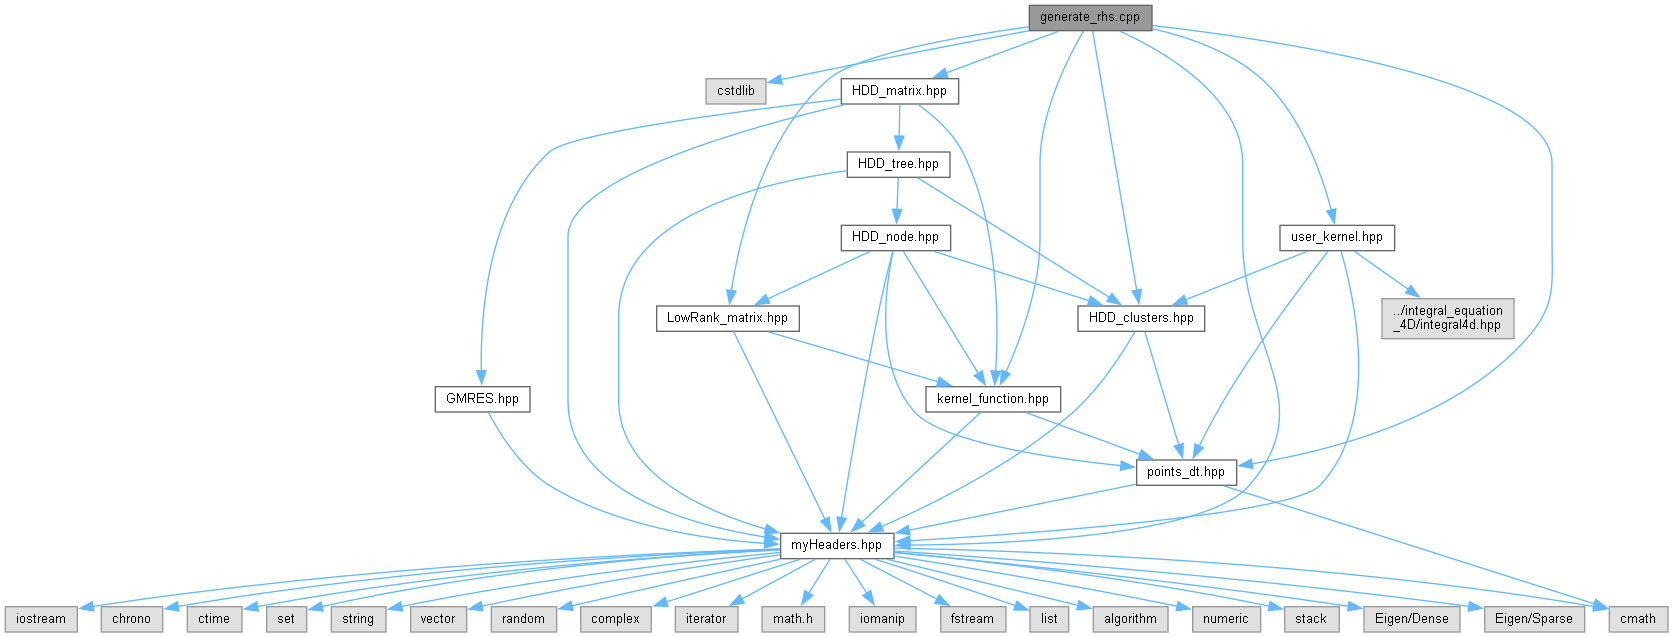 generate_rhs.cpp
cstdlib
HDD_matrix.hpp
HDD_tree.hpp
HDD_node.hpp
user_kernel.hpp
LowRank_matrix.hpp
HDD_clusters.hpp
../integral_equation
_4D/integral4d.hpp
GMRES.hpp
kernel_function.hpp
points_dt.hpp
myHeaders.hpp
iostream
chrono
ctime
set
string
vector
random
complex
iterator
math.h
iomanip
fstream
list
algorithm
numeric
stack
Eigen/Dense
Eigen/Sparse
cmath